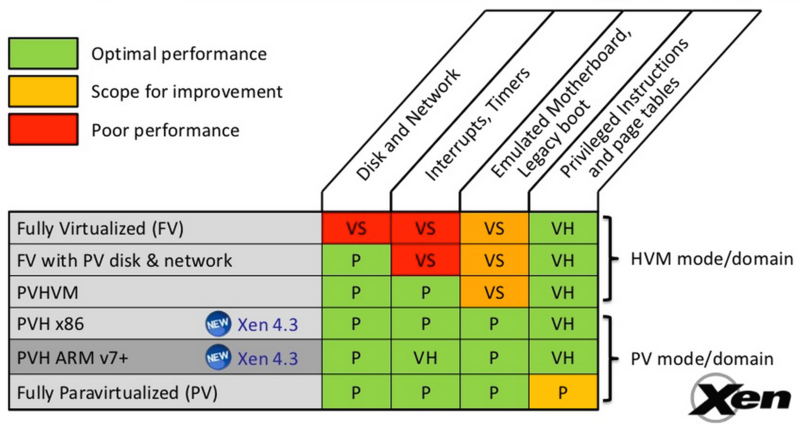 Optimal performance
Scope for improvement
Poor performance
Disk and Network
Interrupts, Timers
Emulated Motherboard,
Legacy boot
Privileged Instructions
and page tables
Fully Virtualized (FV) VS VS VS VH
FV with PV disk & network P VS VS VH
PVHVM P P VS VH
HVM mode/domain
PVH x86 NEW Xen 4.3 P P P VH
PVH ARM v7+ NEW Xen 4.3 P VH P VH
Fully Paravirtualized (PV) P P P P
PV mode/domain
Xen